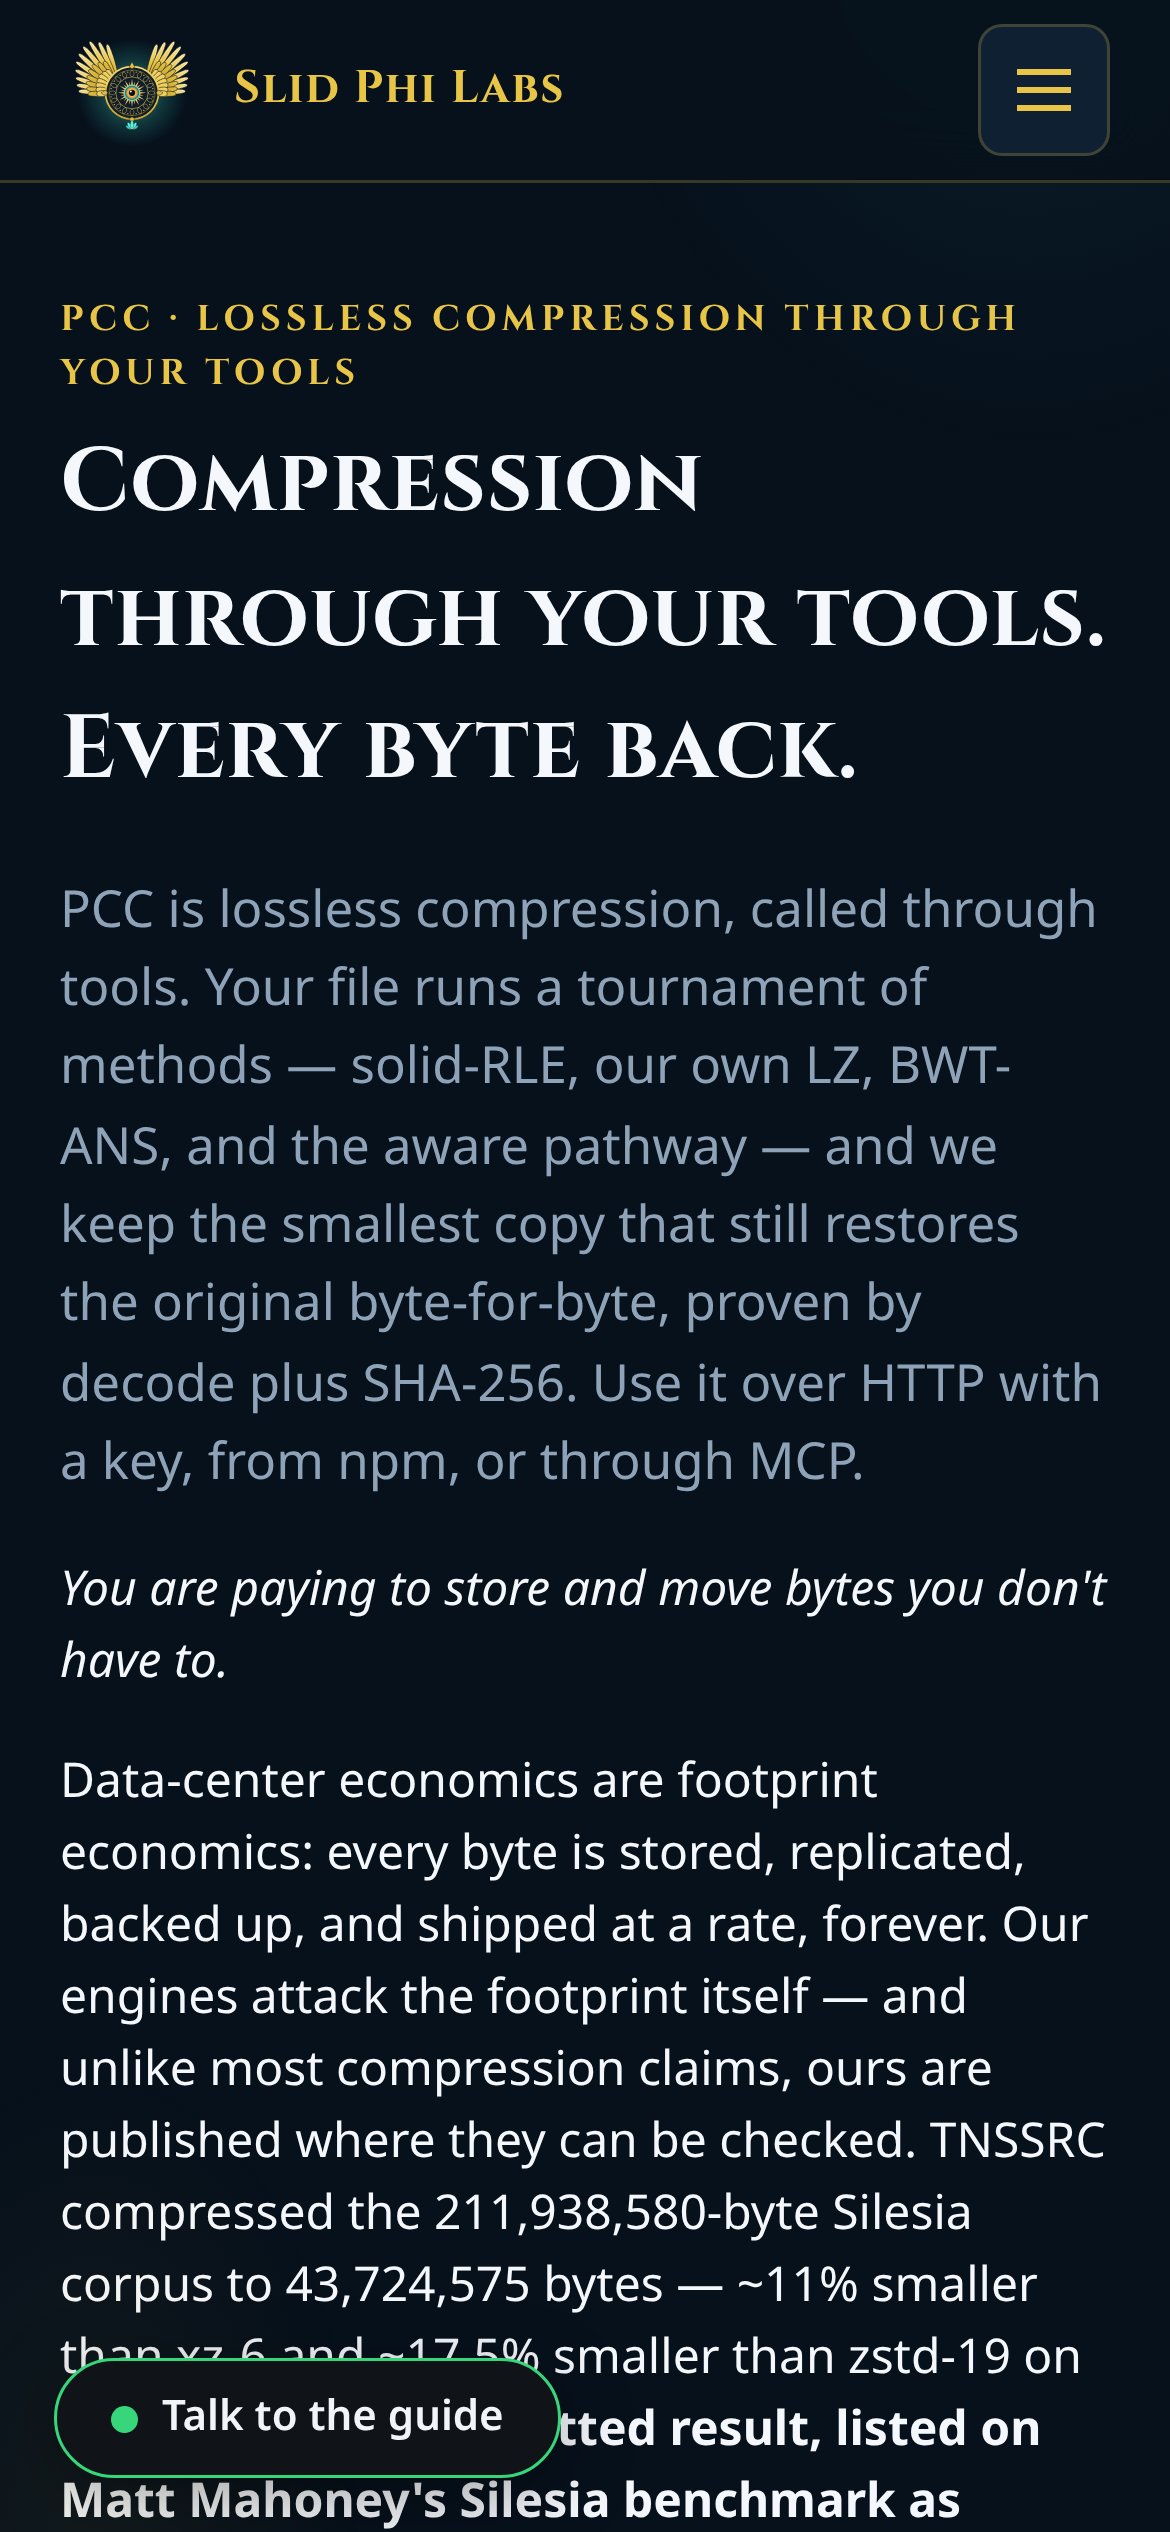 Slid Phi Labs
PCC · LOSSLESS COMPRESSION THROUGH
YOUR TOOLS
Compression
through your tools.
Every byte back.
PCC is lossless compression, called through
tools. Your file runs a tournament of
methods — solid-RLE, our own LZ, BWT-
ANS, and the aware pathway — and we
keep the smallest copy that still restores
the original byte-for-byte, proven by
decode plus SHA-256. Use it over HTTP with
a key, from npm, or through MCP.
You are paying to store and move bytes you don't
have to.
Data-center economics are footprint
economics: every byte is stored, replicated,
backed up, and shipped at a rate, forever. Our
engines attack the footprint itself — and
unlike most compression claims, ours are
published where they can be checked. TNSSRC
compressed the 211,938,580-byte Silesia
corpus to 43,724,575 bytes — ~11% smaller
than xz-6 and ~17.5% smaller than zstd-19 on
tted result, listed on
Talk to the guide
Matt Mahoney's Silesia benchmark as